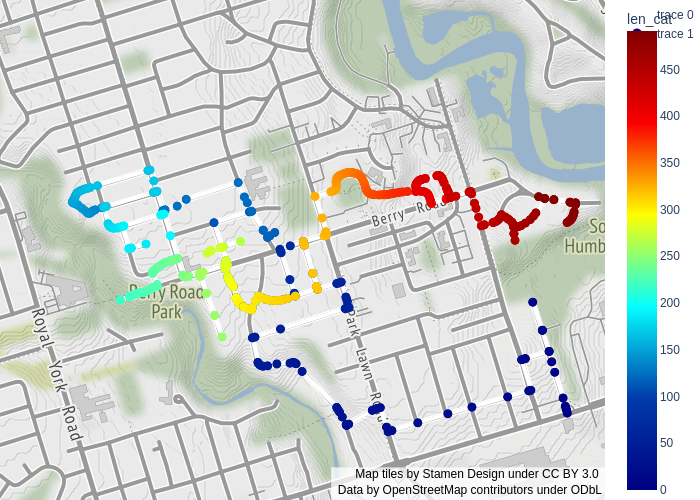 len_cat
trace 0
trace 1
450
400
350
300
250
200
150
100
50
0
Berry Road
So
Humb
Berry Road
Park
Royal York Road
Park Lawn Road
Map tiles by Stamen Design under CC BY 3.0
Data by OpenStreetMap contributors under ODbL